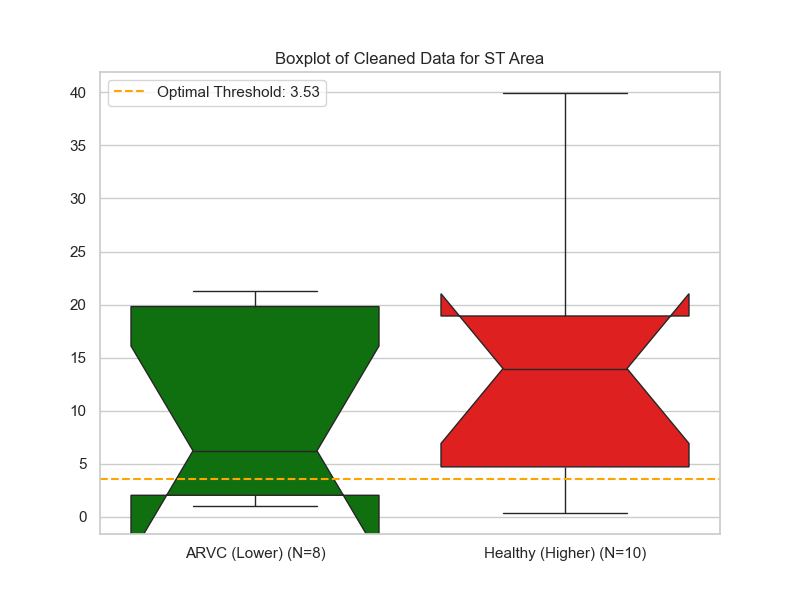 Boxplot of Cleaned Data for ST Area
Optimal Threshold: 3.53
40
35
30
25
20
15
10
5
0
ARVC (Lower) (N=8)
Healthy (Higher) (N=10)